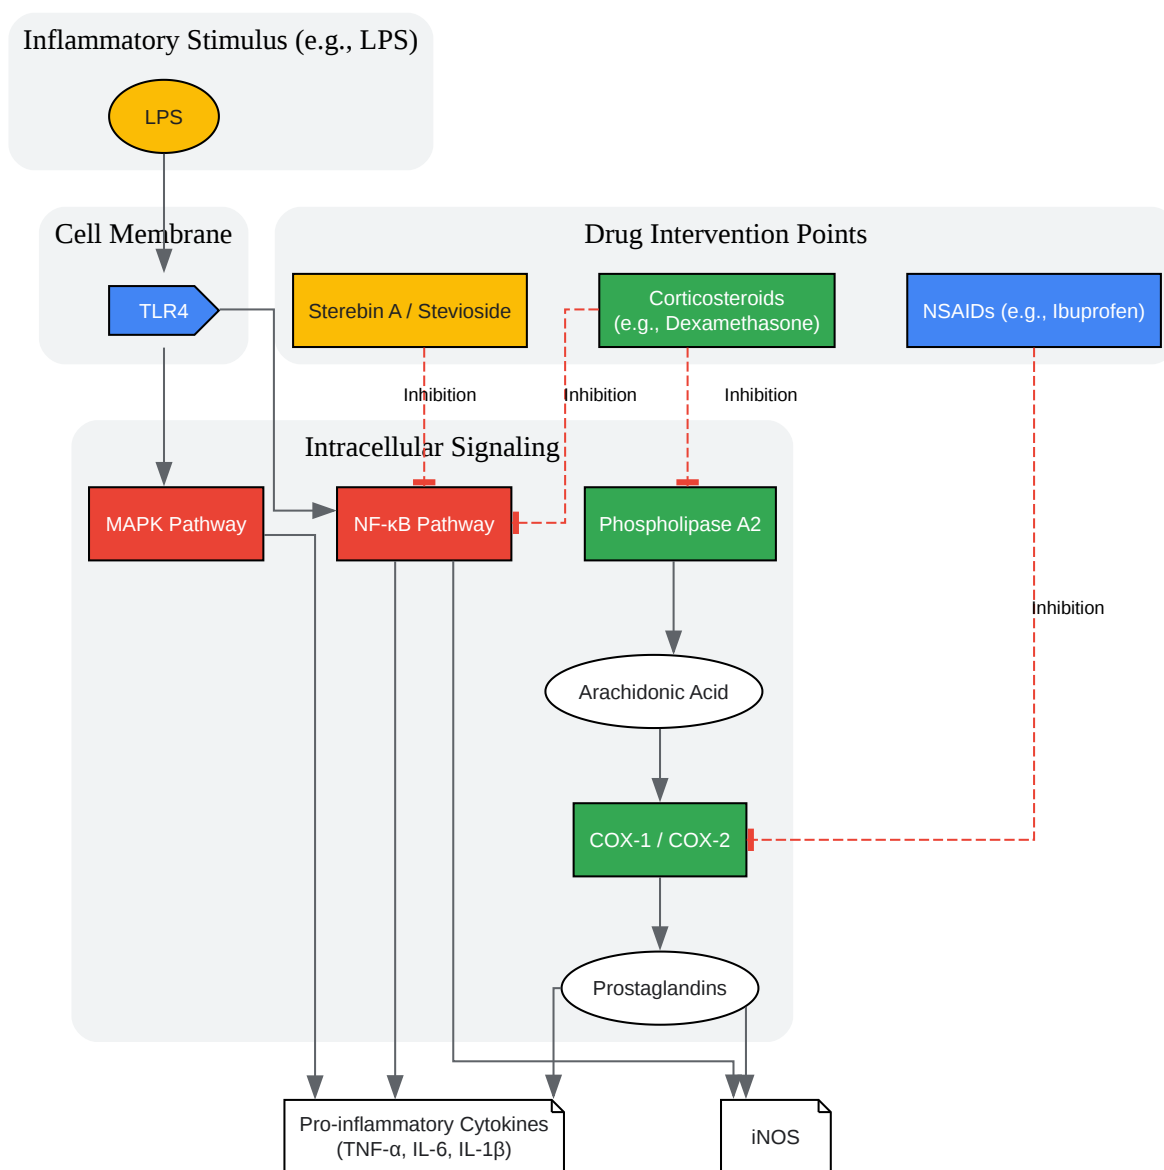 Inflammatory Stimulus (e.g., LPS)
LPS
Cell Membrane
Drug Intervention Points
TLR4
Sterebin A / Stevioside
Corticosteroids
(e.g., Dexamethasone)
NSAIDs (e.g., Ibuprofen)
Inhibition
Inhibition
Inhibition
Intracellular Signaling
MAPK Pathway
NF-κB Pathway
Phospholipase A2
Inhibition
Arachidonic Acid
COX-1 / COX-2
Prostaglandins
Pro-inflammatory Cytokines
(TNF-α, IL-6, IL-1β)
iNOS